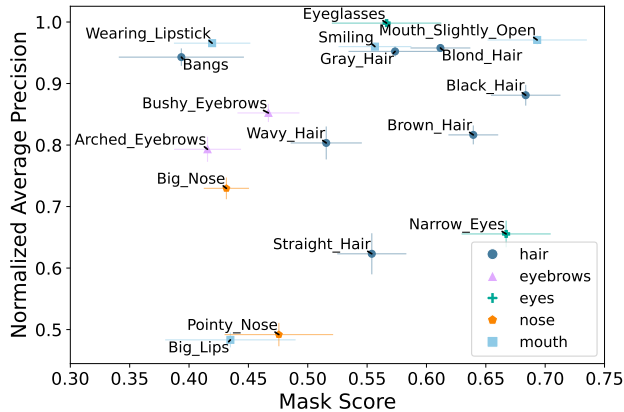 Eyeglasses
Wearing_Lipstick
Mouth_Slightly_Open
Smiling
Bangs
Gray_Hair
Blond_Hair
Black_Hair
Bushy_Eyebrows
Arched_Eyebrows
Wavy_Hair
Brown_Hair
Big_Nose
Narrow_Eyes
Straight_Hair
Pointy_Nose
Big_Lips
hair
eyebrows
eyes
nose
mouth
1.0
0.9
0.8
0.7
0.6
0.5
Normalized Average Precision
0.30 0.35 0.40 0.45 0.50 0.55 0.60 0.65 0.70 0.75
Mask Score